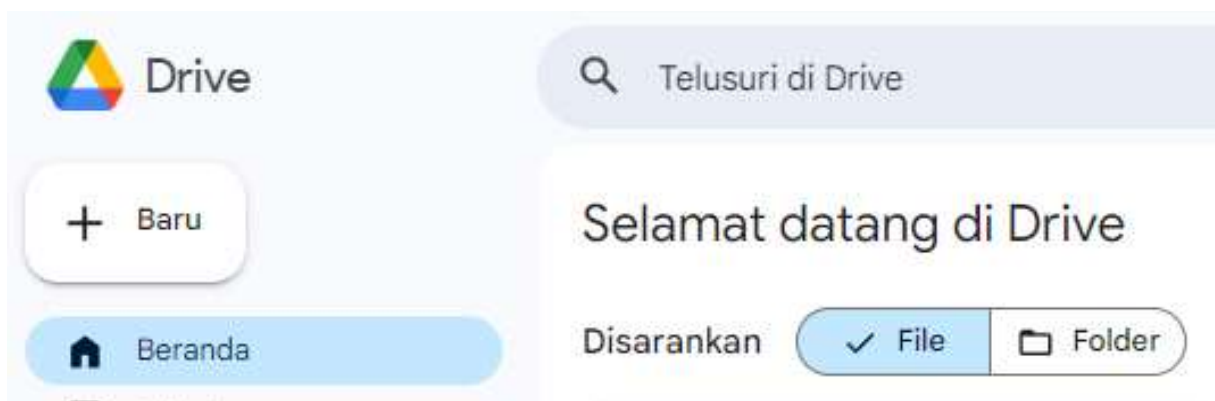 Drive
Telusuri di Drive
Baru
Selamat datang di Drive
Beranda
Disarankan
File
Folder